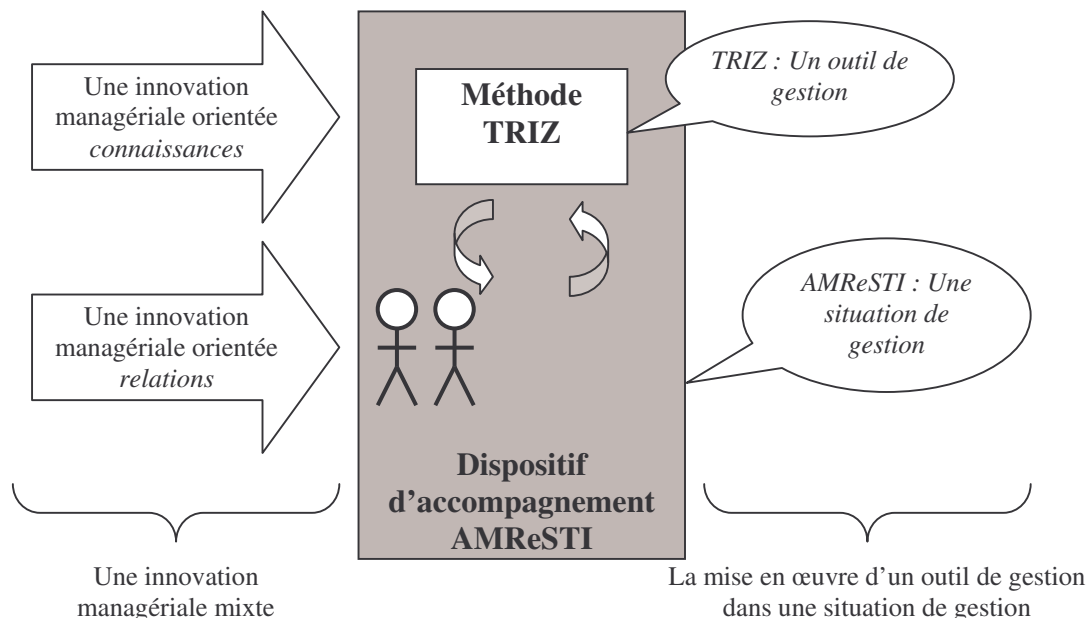 Une innovation
managériale orientée
connaissances
Une innovation
managériale orientée
relations
Une innovation
managériale mixte
Méthode
TRIZ
Dispositif
d’accompagnement
AMReSTI
TRIZ : Un outil de
gestion
AMReSTI : Une
situation de
gestion
La mise en œuvre d’un outil de gestion
dans une situation de gestion